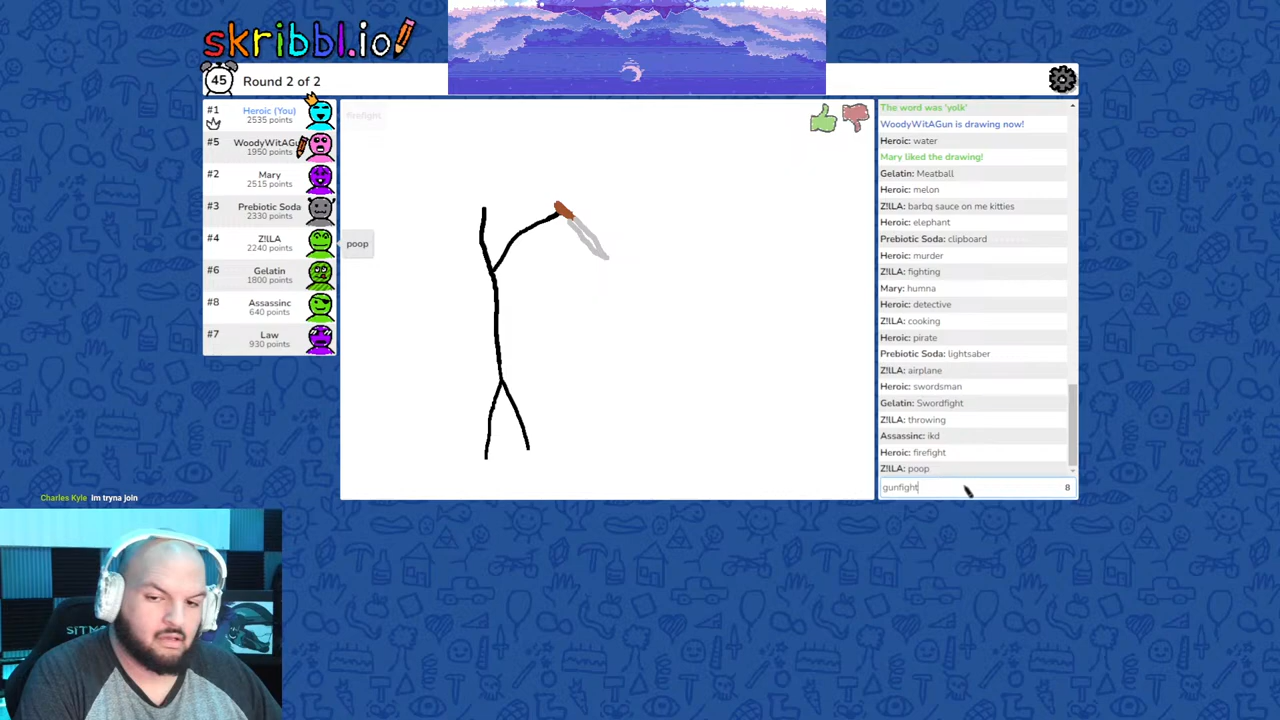 skribbl.io
45
Round 2 of 2
#1
Heroic (You)
2535 points
#5
WoodyWitAGu
1950 points
#2
Mary
2515 points
#3
Prebiotic Soda
2330 points
#4
Z!LLA
2240 points
#6
Gelatin
1800 points
#8
Assassinc
640 points
#7
Law
930 points
firefight
poop
The word was 'yolk'
WoodyWitAGun is drawing now!
Heroic: water
Mary liked the drawing!
Gelatin: Meatball
Heroic: melon
Z!LLA: barbq sauce on me kitties
Heroic: elephant
Prebiotic Soda: clipboard
Heroic: murder
Z!LLA: fighting
Mary: humna
Heroic: detective
Z!LLA: cooking
Heroic: pirate
Prebiotic Soda: lightsaber
Z!LLA: airplane
Heroic: swordsman
Gelatin: Swordfight
Z!LLA: throwing
Assassinc: ikd
Heroic: firefight
Z!LLA: poop
gunfight
8
Charles Kyle Im tryna join